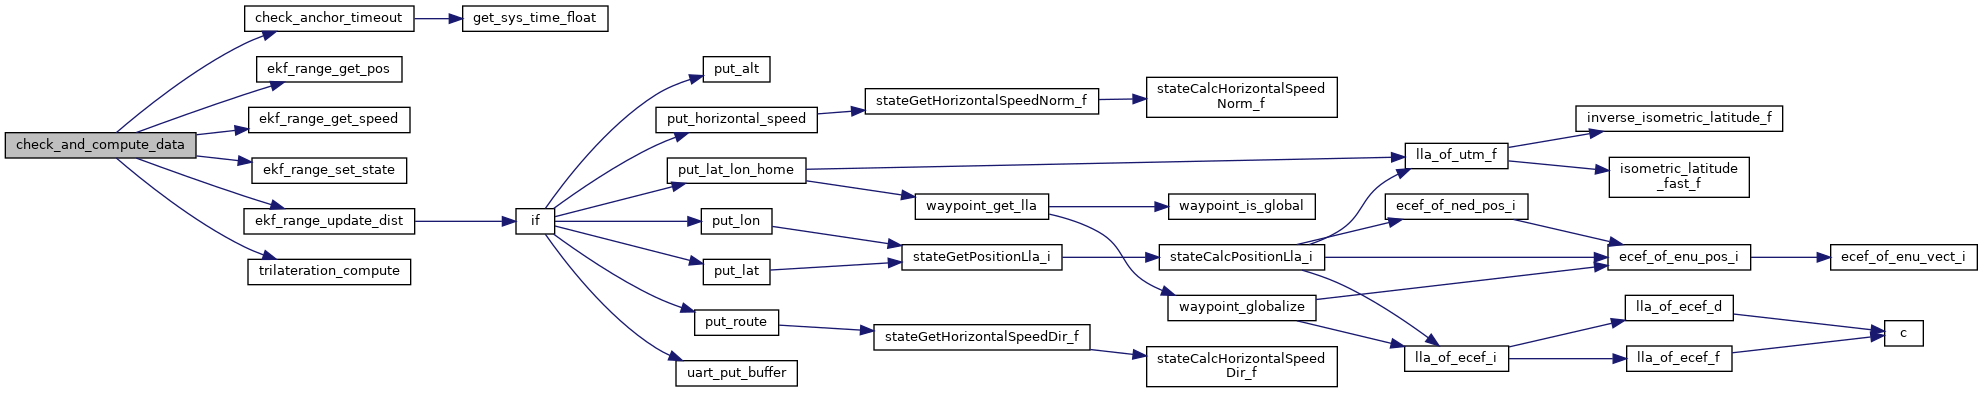 check_and_compute_data
check_anchor_timeout
get_sys_time_float
ekf_range_get_pos
ekf_range_get_speed
ekf_range_set_state
ekf_range_update_dist
trilateration_compute
if
put_alt
put_horizontal_speed
put_lat_lon_home
put_lon
put_lat
put_route
uart_put_buffer
stateGetHorizontalSpeedNorm_f
stateCalcHorizontalSpeed
Norm_f
waypoint_get_lla
waypoint_is_global
stateGetPositionLla_i
stateCalcPositionLla_i
waypoint_globalize
stateGetHorizontalSpeedDir_f
stateCalcHorizontalSpeed
Dir_f
lla_of_utm_f
inverse_isometric_latitude_f
isometric_latitude
_fast_f
ecef_of_ned_pos_i
ecef_of_enu_pos_i
ecef_of_enu_vect_i
lla_of_ecef_i
lla_of_ecef_d
lla_of_ecef_f
c